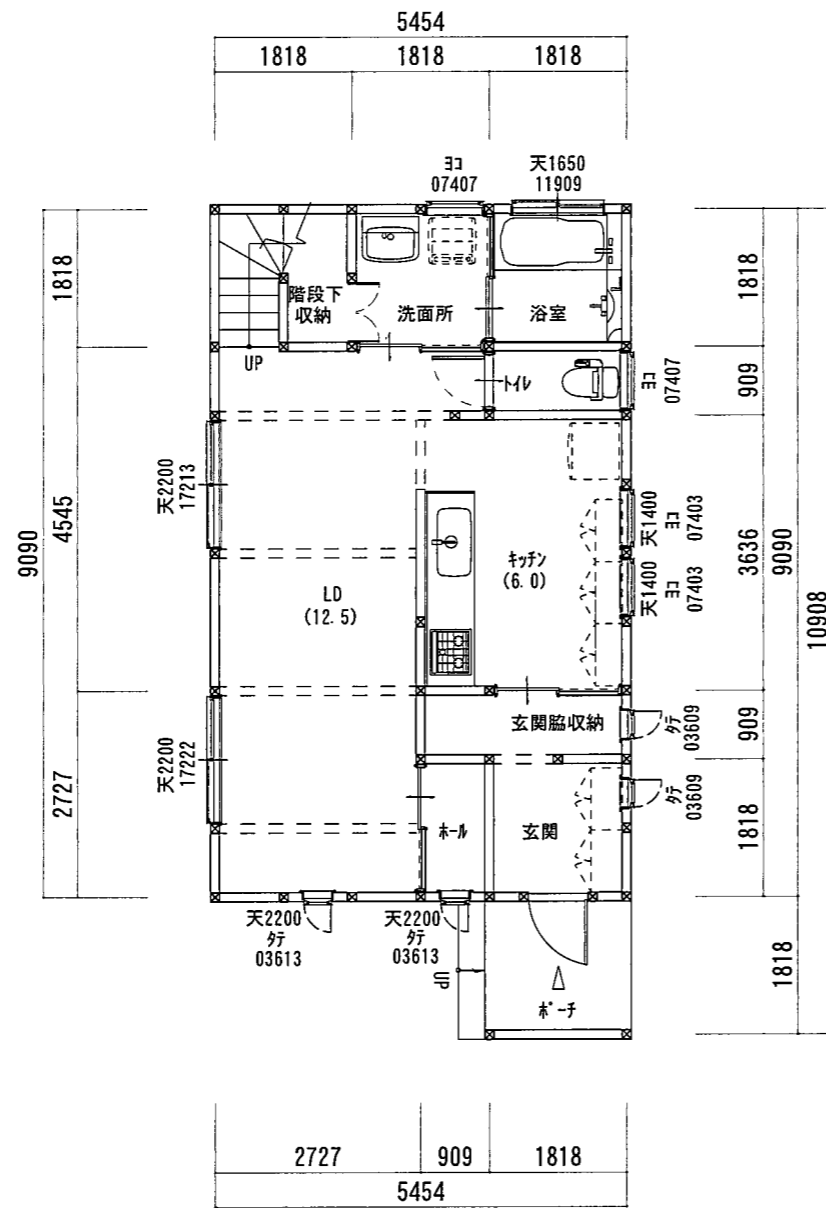 5454
1818
1818
1818
ﾖｺ
07407
天1650
11909
1818
4545
2727
9090
階段下
収納
洗面所
浴室
UP
ﾄｲﾚ
ﾖｺ
07407
天2200
17213
LD
(12.5)
ｷｯﾁﾝ
(6.0)
天1400
ﾖｺ
07403
天1400
ﾖｺ
07403
天2200
17222
玄関脇収納
ﾀﾃ
03609
ﾎｰﾙ
玄関
ﾀﾃ
03609
天2200
ﾀﾃ
03613
天2200
ﾀﾃ
03613
UP
ﾎﾟｰﾁ
1818
909
3636
909
1818
1818
9090
10908
2727
909
1818
5454